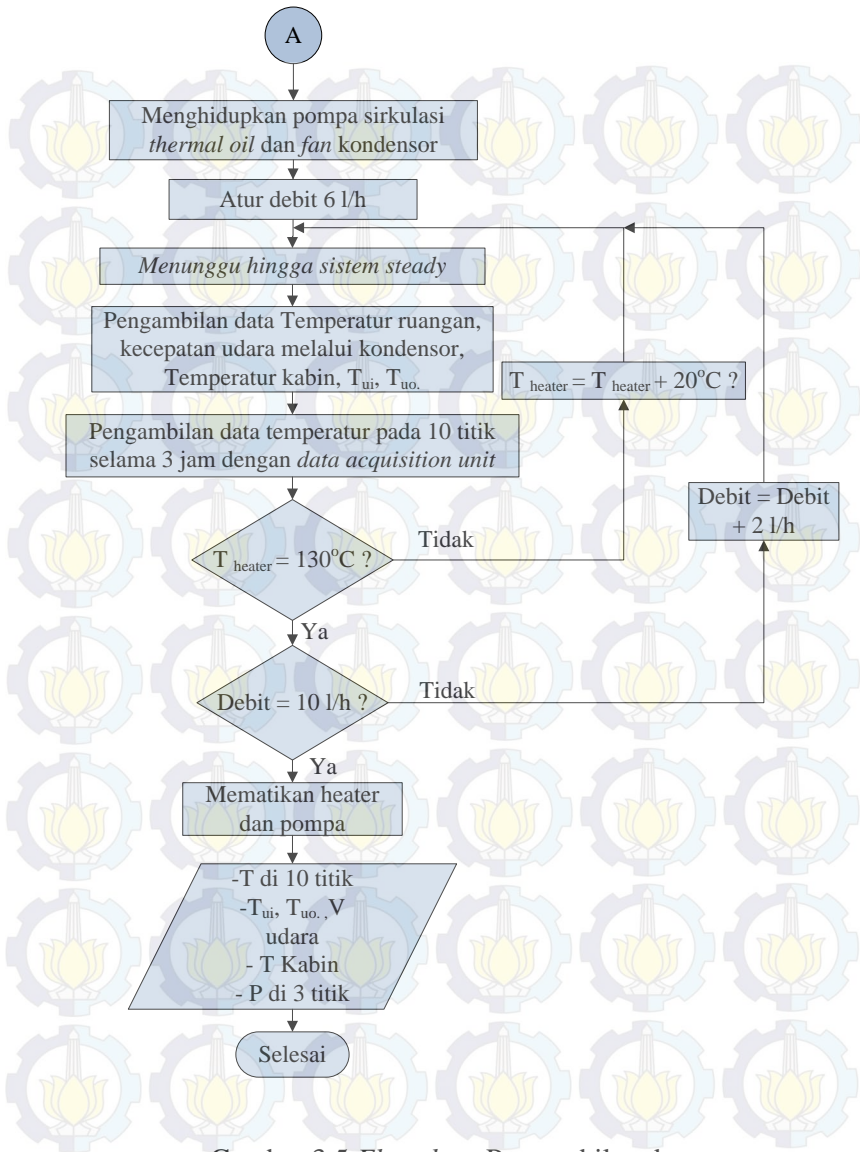 A
Menghidupkan pompa sirkulasi
thermal oil dan fan kondensor
Atur debit 6 l/h
Menunggu hingga sistem steady
Pengambilan data Temperatur ruangan,
kecepatan udara melalui kondensor,
Temperatur kabin, Tui, Tuo.
T heater = T heater + 20°C ?
Pengambilan data temperatur pada 10 titik
selama 3 jam dengan data acquisition unit
Debit = Debit
+ 2 l/h
T heater = 130°C ?
Tidak
Ya
Debit = 10 l/h ?
Tidak
Ya
Mematikan heater
dan pompa
-T di 10 titik
-Tui, Tuo. ,V
udara
- T Kabin
- P di 3 titik
Selesai